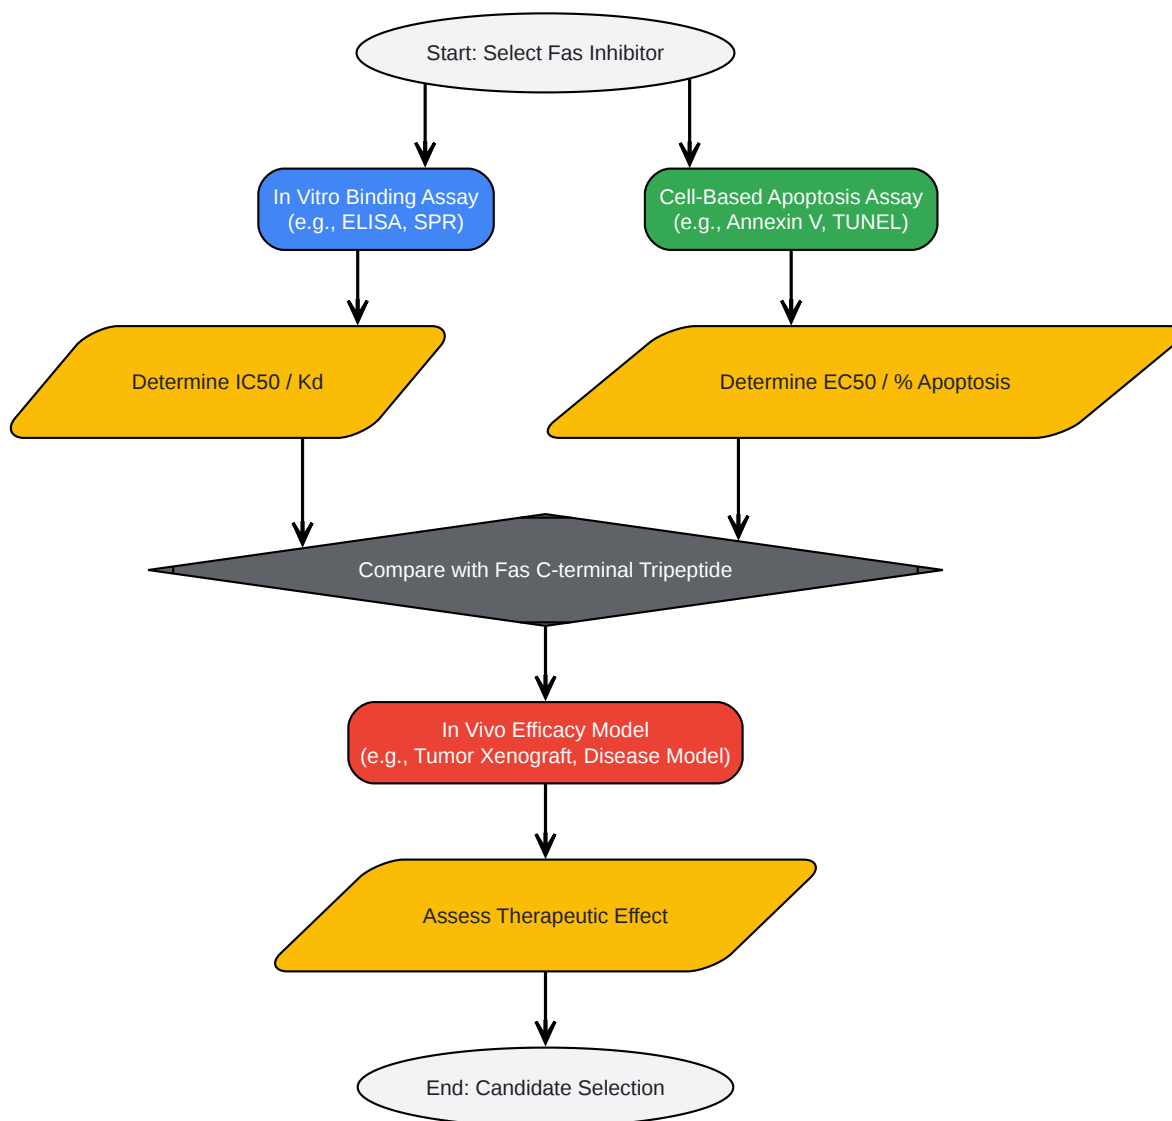 Start: Select Fas Inhibitor
In Vitro Binding Assay
(e.g., ELISA, SPR)
Cell-Based Apoptosis Assay
(e.g., Annexin V, TUNEL)
Determine IC50 / Kd
Determine EC50 / % Apoptosis
Compare with Fas C-terminal Tripeptide
In Vivo Efficacy Model
(e.g., Tumor Xenograft, Disease Model)
Assess Therapeutic Effect
End: Candidate Selection